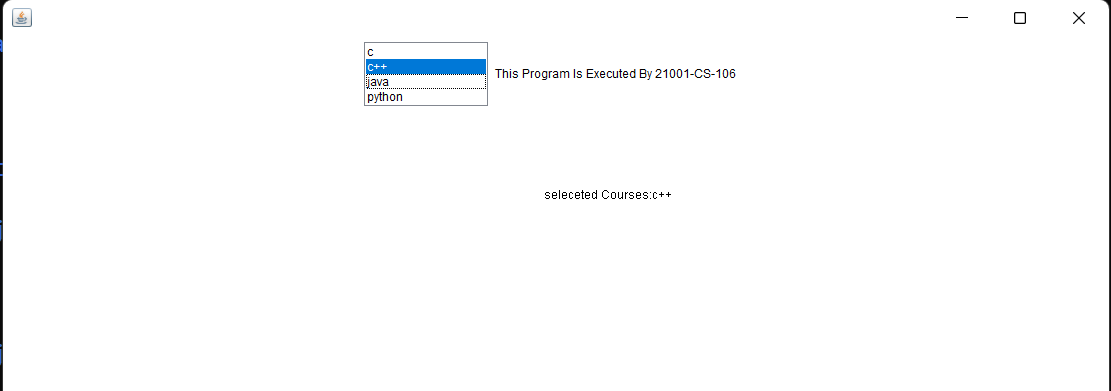 c
c++
java
python
This Program Is Executed By 21001-CS-106
seleceted Courses:c++